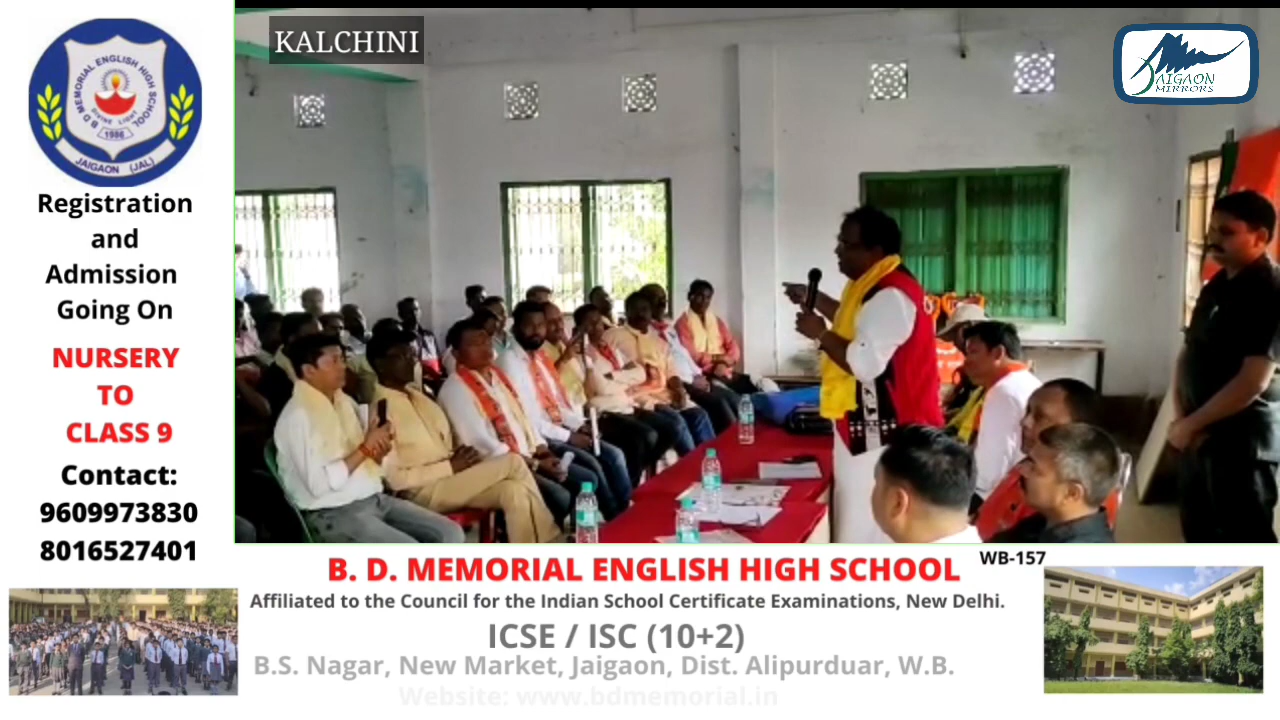 KALCHINI
JAIGAON
MIRRORS
B D MEMORIAL ENGLISH HIGH SCHOOL
DIVINE LIGHT
1986
JAIGAON (JAL)
Registration
and
Admission
Going On
NURSERY
TO
CLASS 9
Contact:
9609973830
8016527401
B. D. MEMORIAL ENGLISH HIGH SCHOOL
WB-157
Affiliated to the Council for the Indian School Certificate Examinations, New Delhi.
ICSE / ISC (10+2)
B.S. Nagar, New Market, Jaigaon, Dist. Alipurduar, W.B.
Website: www.bdmemorial.in